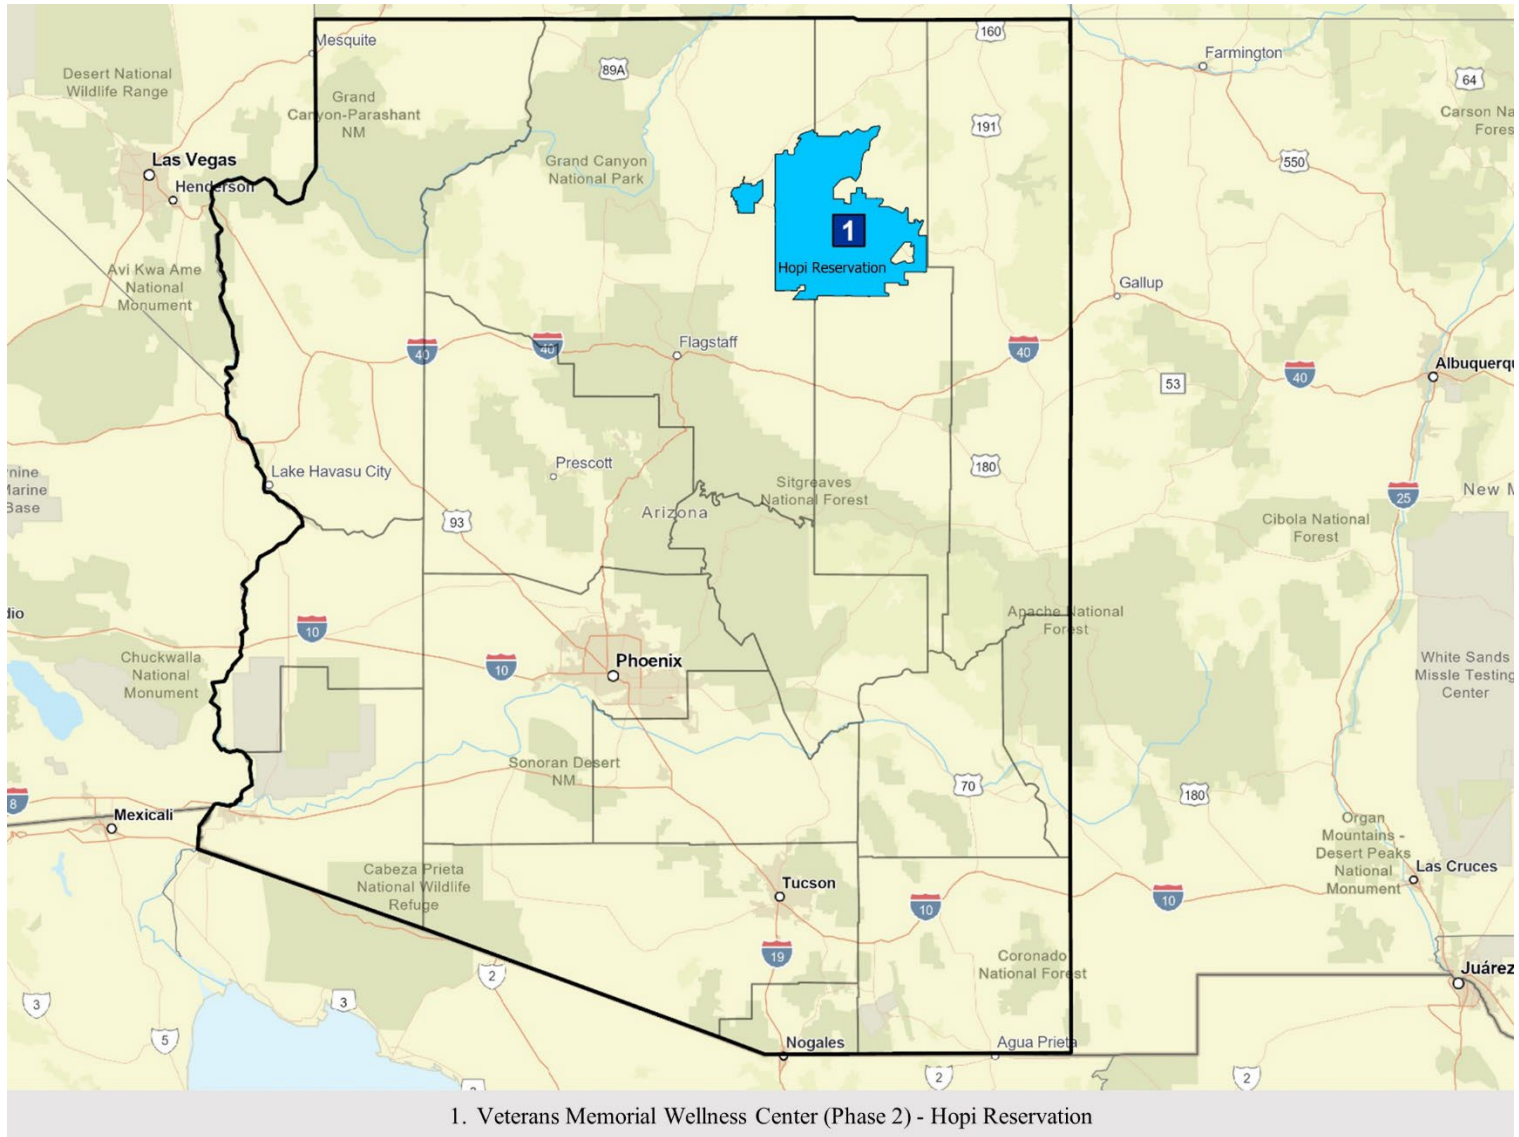 Mesquite
160
Farmington
89A
64
Desert National
Wildlife Range
Grand
Canyon-Parashant
NM
Carson Na
Fores
191
Las Vegas
Grand Canyon
National Park
550
Henderson
1
Hopi Reservation
Avi Kwa Ame
National
Monument
Gallup
40
40
Flagstaff
40
Albuquerqu
53
40
Prescott
180
Lake Havasu City
nine
Marine
Base
Sitgreaves
National Forest
25
New M
Arizona
93
Cibola National
Forest
dio
Apache National
Forest
10
Chuckwalla
National
Monument
10
Phoenix
White Sands
Missle Testing
Center
Sonoran Desert
NM
70
180
8
Mexicali
Organ
Mountains -
Desert Peaks
National
Monument
Cabeza Prieta
National Wildlife
Refuge
Tucson
Las Cruces
10
10
19
Coronado
National Forest
2
Juárez
3
3
5
Nogales
Agua Prieta
2
2
1. Veterans Memorial Wellness Center (Phase 2) - Hopi Reservation